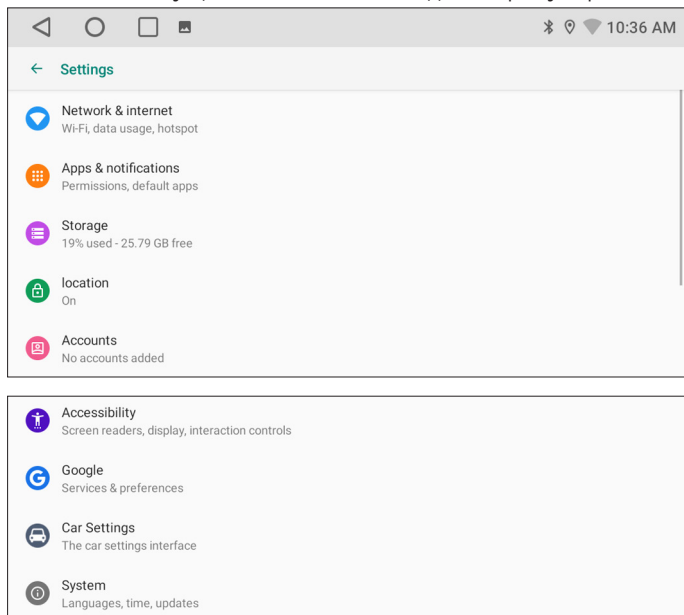 10:36 AM
Settings
Network & internet
Wi-Fi, data usage, hotspot
Apps & notifications
Permissions, default apps
Storage
19% used - 25.79 GB free
location
On
Accounts
No accounts added
Accessibility
Screen readers, display, interaction controls
Google
Services & preferences
Car Settings
The car settings interface
System
Languages, time, updates